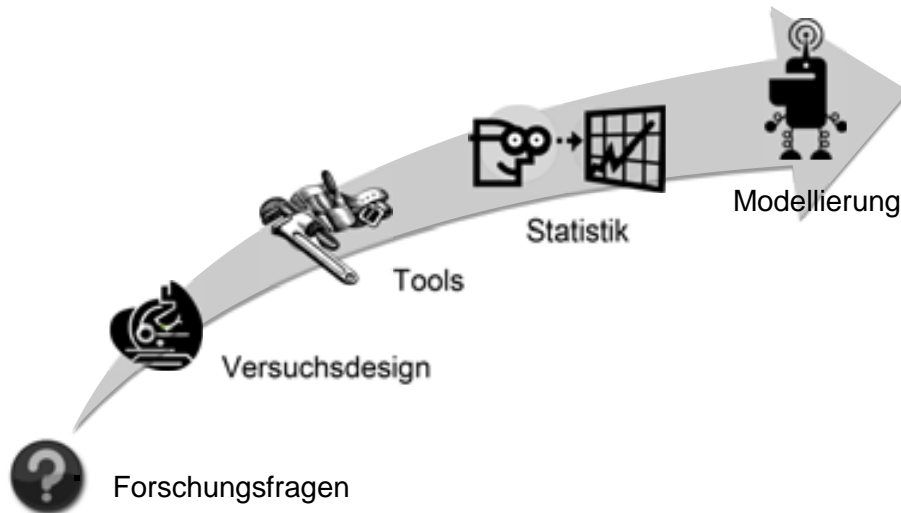 Modellierung
Statistik
Tools
Versuchsdesign
?
Forschungsfragen